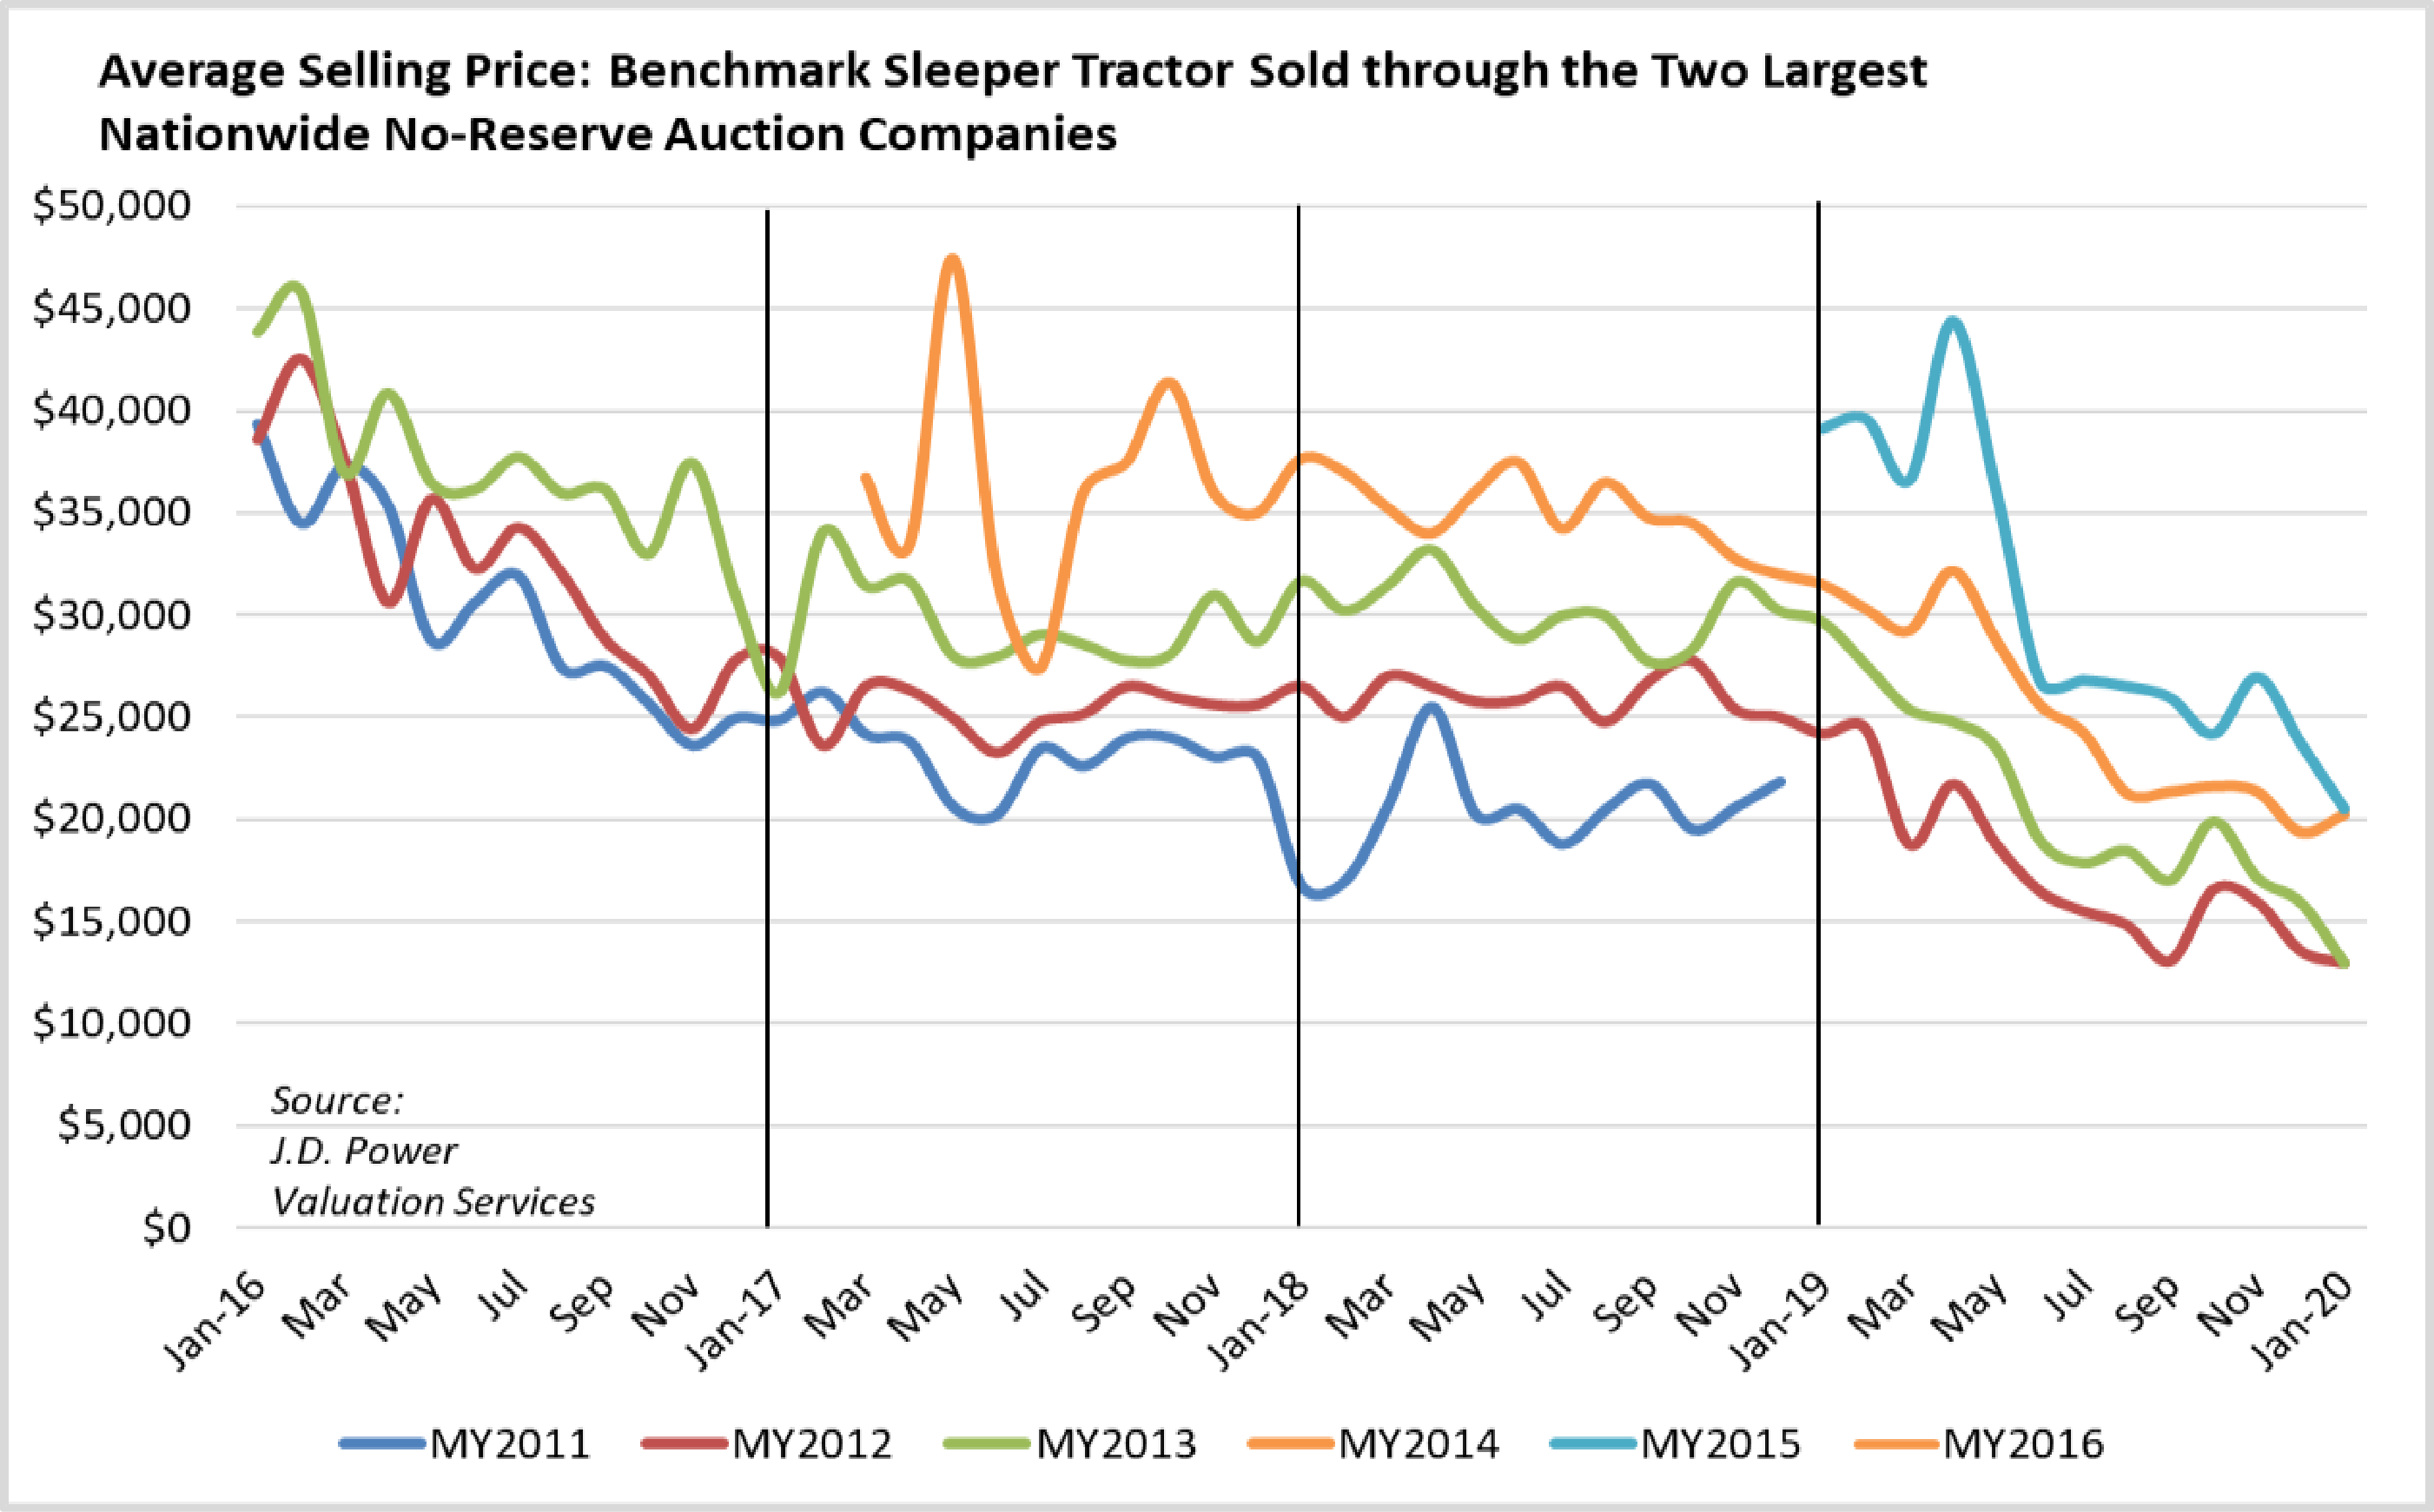 Average Selling Price: Benchmark Sleeper Tractor Sold through the Two Largest
Nationwide No-Reserve Auction Companies
$50,000
$45,000
$40,000
$35,000
$30,000
$25,000
$20,000
$15,000
$10,000
$5,000
$0
Source:
J.D. Power
Valuation Services
Jan-16
Mar
May
Jul
Sep
Nov
Jan-17
Mar
May
Jul
Sep
Nov
Jan-18
Mar
May
Jul
Sep
Nov
Jan-19
Mar
May
Jul
Sep
Nov
Jan-20
MY2011 MY2012 MY2013 MY2014 MY2015 MY2016